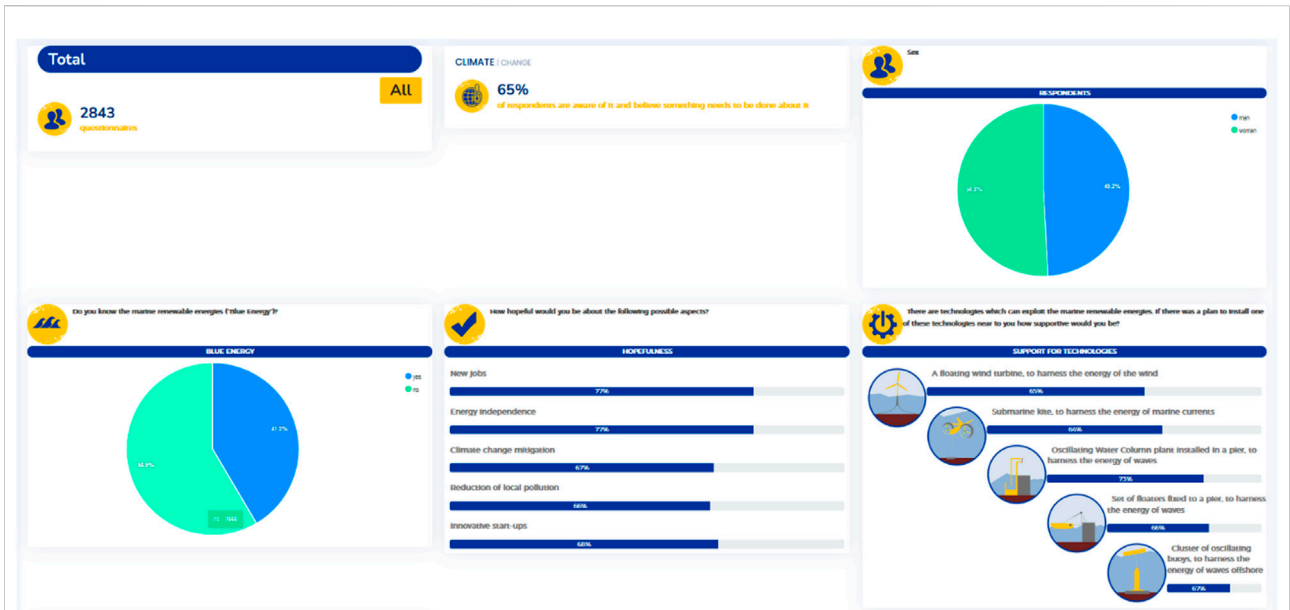 Total
All
2843
questionnaires
CLIMATE | CHANGE
65%
of respondents are aware of it and believe something needs to be done about it
Sex
RESPONDENTS
man
woman
Do you know the marine renewable energies ('Blue Energy')?
BLUE ENERGY
yes
no
How hopeful would you be about the following possible aspects?
HOPEFULNESS
New jobs
77%
Energy independence
77%
Climate change mitigation
67%
Reduction of local pollution
66%
Innovative start-ups
68%
There are technologies which can exploit the marine renewable energies. If there was a plan to install one
of these technologies near to you how supportive would you be?
SUPPORT FOR TECHNOLOGIES
A floating wind turbine, to harness the energy of the wind
65%
Submarine kite, to harness the energy of marine currents
64%
Oscillating Water Column plant installed in a pier, to
harness the energy of waves
73%
Set of floaters fixed to a pier, to harness
the energy of waves
66%
Cluster of oscillating
buoys, to harness the
energy of waves offshore
67%